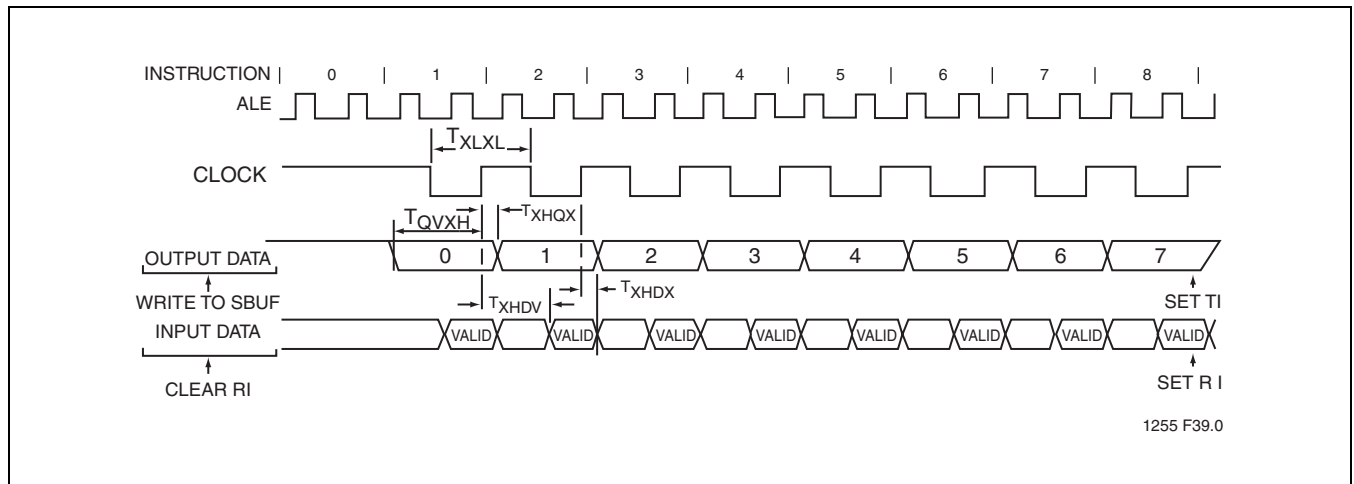 INSTRUCTION | 0 | 1 | 2 | 3 | 4 | 5 | 6 | 7 | 8 |
ALE
TXLXL
CLOCK
TQVXH
TXHQX
OUTPUT DATA 0 1 2 3 4 5 6 7
WRITE TO SBUF
TXHDV
TXHDX
SET TI
INPUT DATA VALID VALID VALID VALID VALID VALID VALID VALID
CLEAR RI
SET R I
1255 F39.0